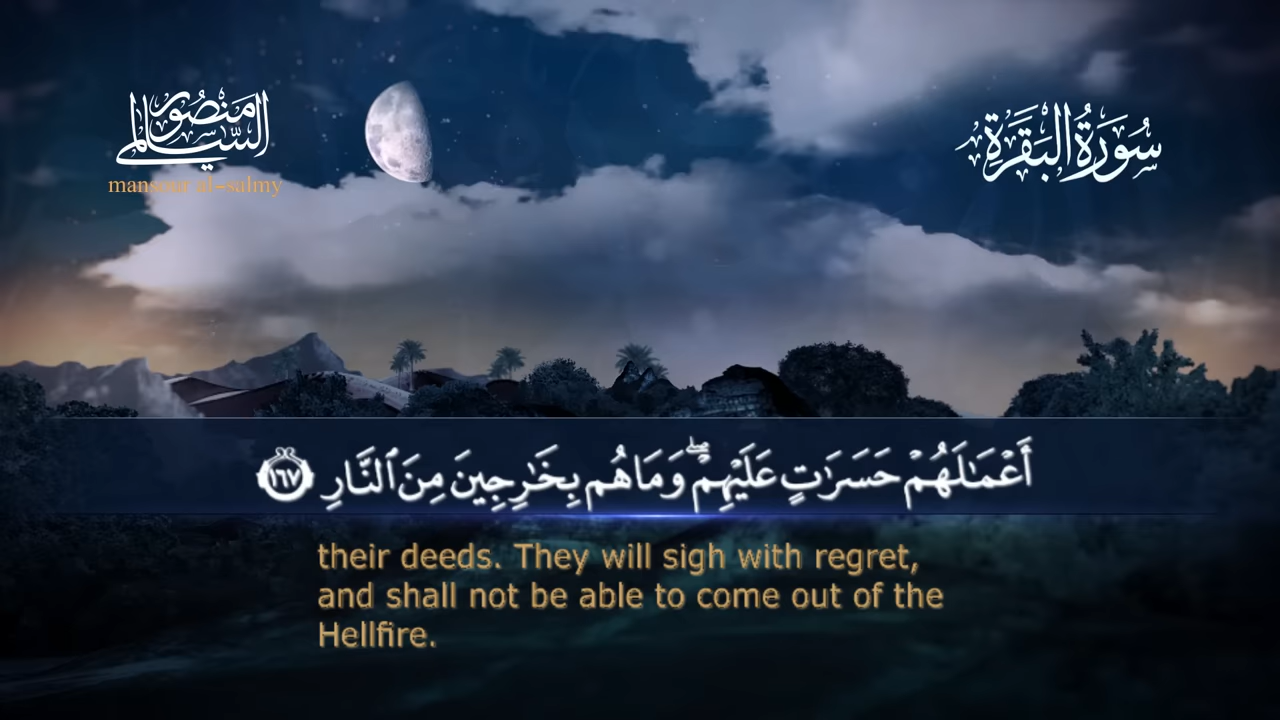 المنصور السالمي
mansour al-salmy
سُورَةُ البَقَرَةِ
أَعْمَـٰلَهُمْ حَسَرَٰتٍ عَلَيْهِمْ ۖ وَمَا هُم بِخَـٰرِجِينَ مِنَ ٱلنَّارِ ١٦٧
their deeds. They will sigh with regret,
and shall not be able to come out of the
Hellfire.